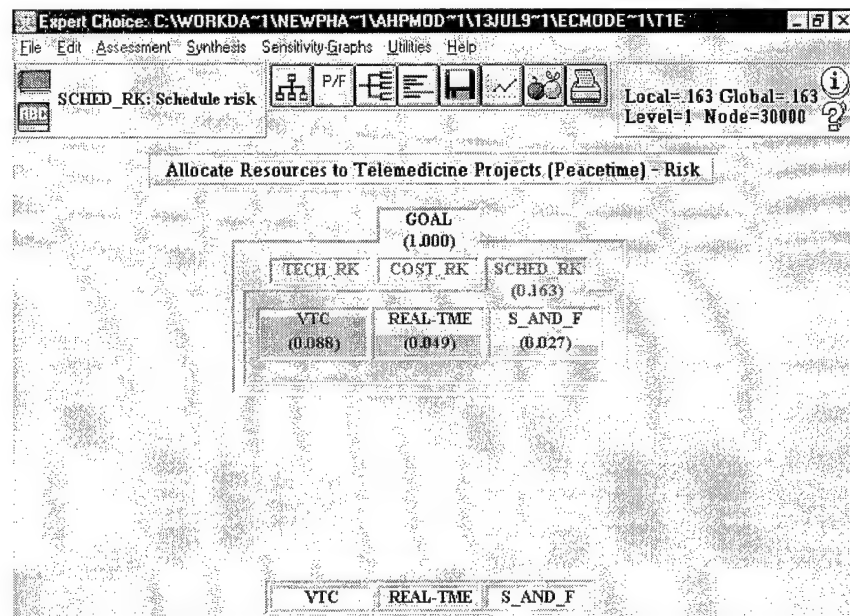 Expert Choice: C:\WORKDA~1\NEWPHA~1\AHPMOD~1\13JUL9~1\ECMODE~1\T1E
File Edit Assessment Synthesis Sensitivity-Graphs Utilities Help
ABC
SCHED_RK: Schedule risk
P/F
Local=.163 Global=.163
Level=1 Node=30000
Allocate Resources to Telemedicine Projects (Peacetime) - Risk
GOAL
(1.000)
TECH_RK COST_RK SCHED_RK
(0.163)
VTC REAL-TME S_AND_F
(0.088) (0.049) (0.027)
VTC REAL-TME S_AND_F